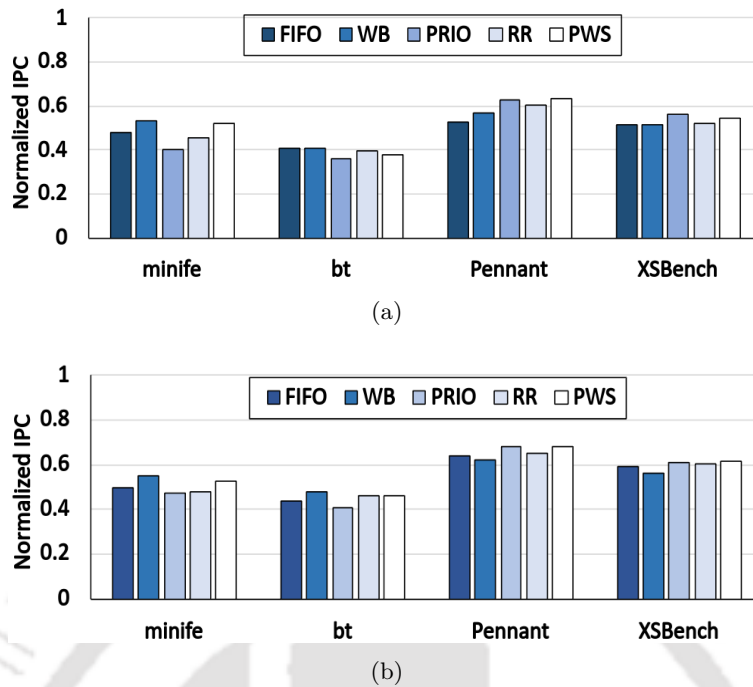 1
FIFO WB PRIO RR PWS
0.8
0.6
0.4
0.2
0
Normalized IPC
minife bt Pennant XSBench
(a)
1
FIFO WB PRIO RR PWS
0.8
0.6
0.4
0.2
0
Normalized IPC
minife bt Pennant XSBench
(b)